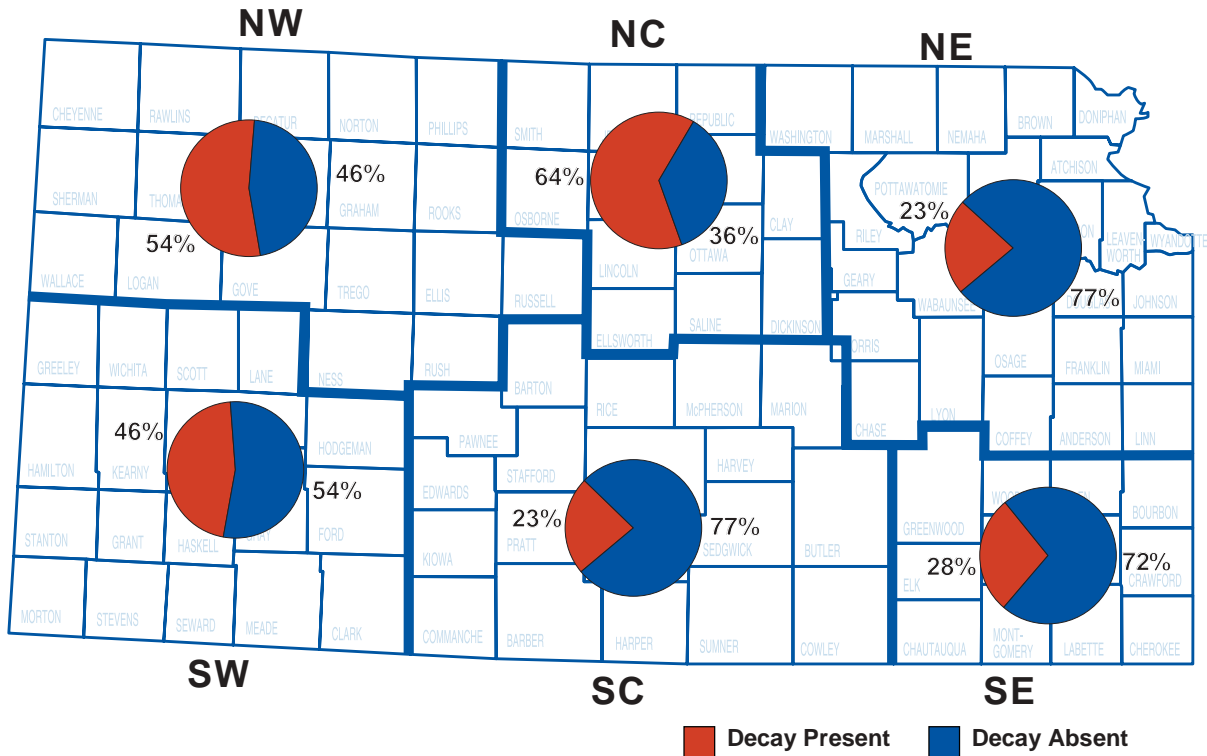 NW
NC
NE
CHEYENNE
RAWLINS
NORTON
PHILLIPS
SMITH
WASHINGTON
MARSHALL
NEMAHA
BROWN
DONIPHAN
ATCHISON
SHERMAN
46%
GRAHAM
ROOKS
64%
OSBORNE
36%
OTTAWA
CLAY
POTTAWATOMIE
23%
RILEY
LEAVEN-
WORTH
WYANDOTTE
54%
WALLACE
LOGAN
GOVE
TREGO
ELLIS
RUSSELL
LINCOLN
GEARY
WABAUNSEE
77%
JOHNSON
ELLSWORTH
SALINE
DICKINSON
GREELEY
WICHITA
SCOTT
LANE
NESS
RUSH
BARTON
RICE
McPHERSON
MARION
CHASE
LYON
OSAGE
FRANKLIN
MIAMI
46%
HAMILTON
KEARNY
54%
HODGEMAN
PAWNEE
STAFFORD
HARVEY
COFFEY
ANDERSON
LINN
EDWARDS
STANTON
GRANT
HASKELL
FORD
KIOWA
23%
PRATT
77%
SEDGWICK
BUTLER
GREENWOOD
BOURBON
28%
ELK
72%
CRAWFORD
MORTON
STEVENS
SEWARD
MEADE
CLARK
COMMANCHE
BARBER
HARPER
SUMNER
COWLEY
CHAUTAUQUA
MONT-
GOMERY
LABETTE
CHEROKEE
SW
SC
SE
Decay Present
Decay Absent